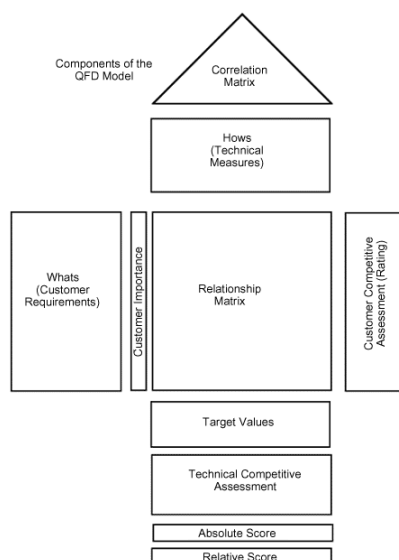 Components of the
QFD Model
Correlation
Matrix
Hows
(Technical
Measures)
Whats
(Customer
Requirements)
Customer Importance
Relationship
Matrix
Customer Competitive
Assessment (Rating)
Target Values
Technical Competitive
Assessment
Absolute Score
Relative Score